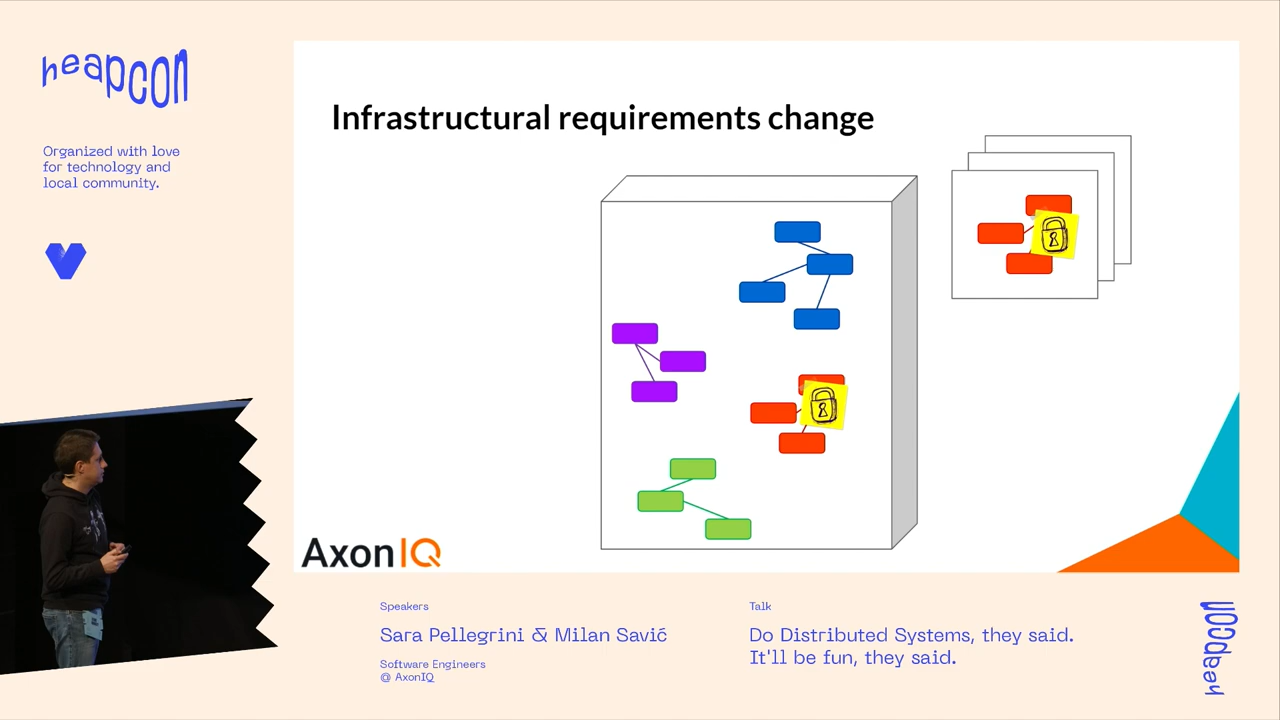 heapcon
Organized with love
for technology and
local community.
Infrastructural requirements change
AxonIQ
Speakers
Sara Pellegrini & Milan Savić
Software Engineers
@ AxonIQ
Talk
Do Distributed Systems, they said.
It'll be fun, they said.
heapcon